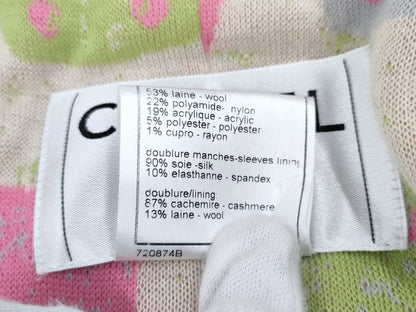 53% laine - wool
22% polyamide- nylon
19% acrylique - acrylic
5% polyéster - polyester
1% cupro - rayon
doublure manches-sleeves lining
90% soie -silk
10% elasthanne - spandex
doublure/lining
87% cachemire - cashmere
13% laine - wool
720874B
C L